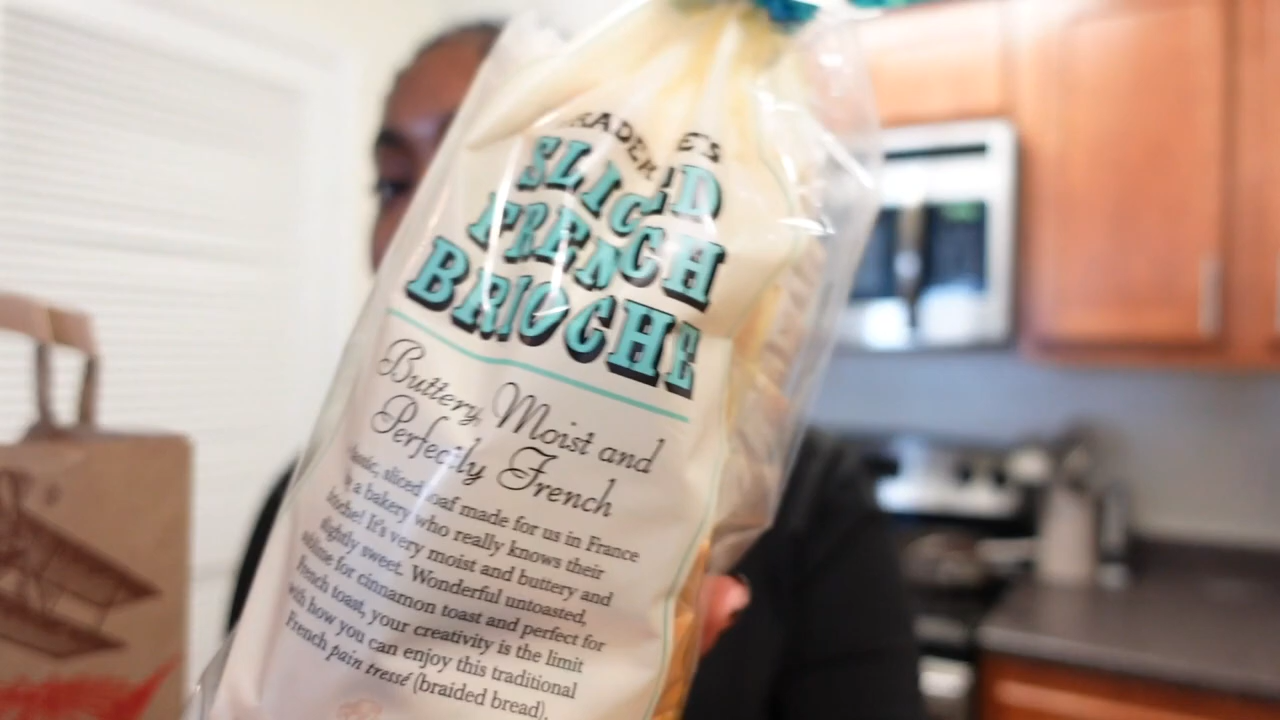 RADER E'S
SLICED
FRENCH
BRIOCHE
Buttery, Moist and
Perfectly French
sliced loaf made for us in France
a bakery who really knows their
It's very moist and buttery and
slightly sweet. Wonderful untoasted,
sublime for cinnamon toast and perfect for
French toast, your creativity is the limit
with how you can enjoy this traditional
French pain tressé (braided bread).